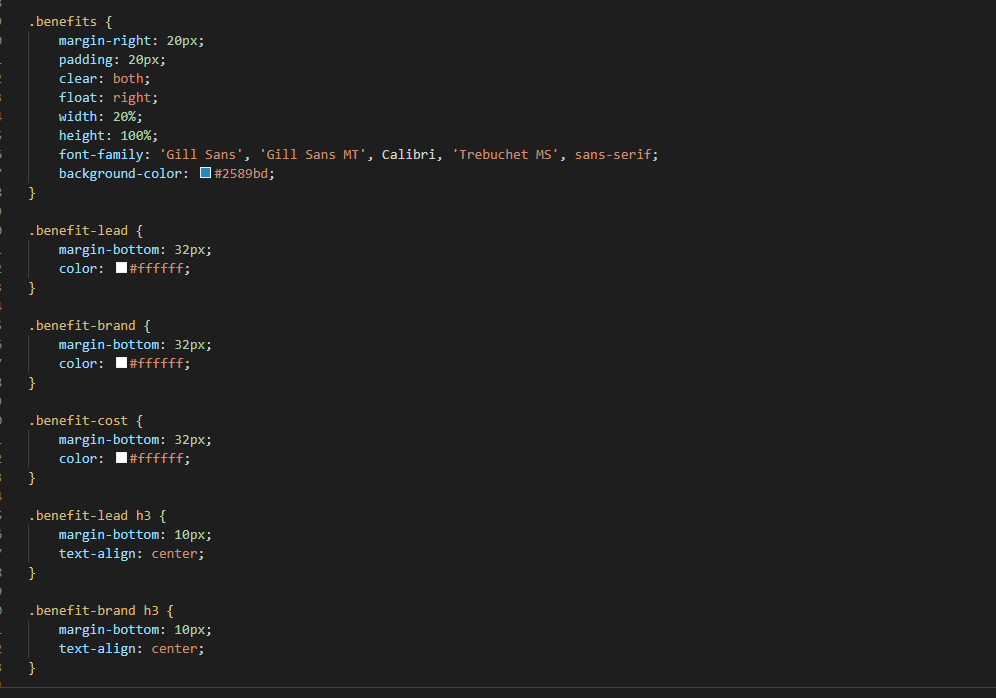 .benefits {
margin-right: 20px;
padding: 20px;
clear: both;
float: right;
width: 20%;
height: 100%;
font-family: 'Gill Sans', 'Gill Sans MT', Calibri, 'Trebuchet MS', sans-serif;
background-color: #2589bd;
}
.benefit-lead {
margin-bottom: 32px;
color: #ffffff;
}
.benefit-brand {
margin-bottom: 32px;
color: #ffffff;
}
.benefit-cost {
margin-bottom: 32px;
color: #ffffff;
}
.benefit-lead h3 {
margin-bottom: 10px;
text-align: center;
}
.benefit-brand h3 {
margin-bottom: 10px;
text-align: center;
}